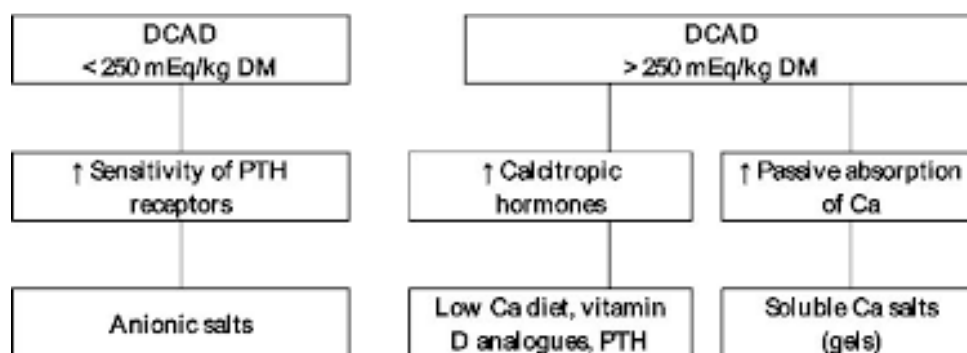 DCAD
< 250 mEq/kg DM
DCAD
> 250 mEq/kg DM
↑ Sensitivity of PTH
receptors
↑ Calcitropic
hormones
↑ Passive absorption
of Ca
Anionic salts
Low Ca diet, vitamin
D analogues, PTH
Soluble Ca salts
(gels)